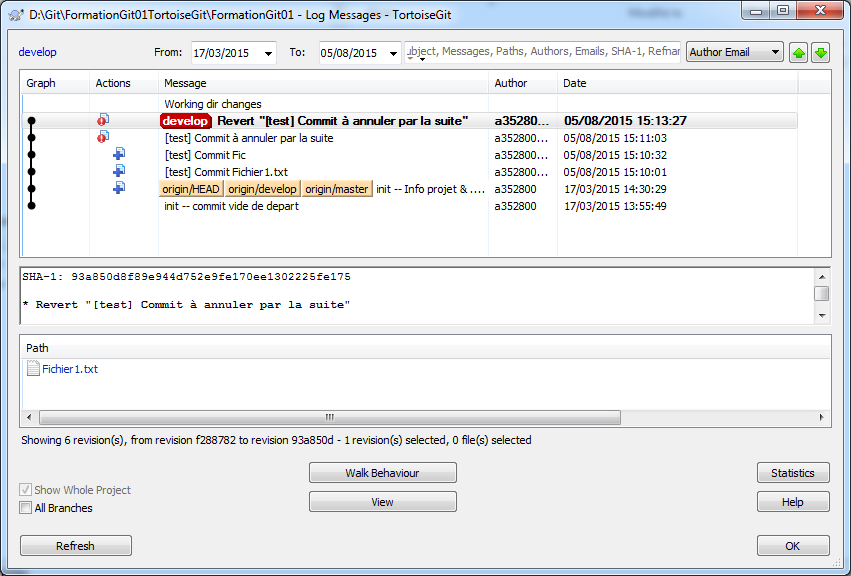 D:\Git\FormationGit01TortoiseGit\FormationGit01 - Log Messages - TortoiseGit
develop From: 17/03/2015 To: 05/08/2015 ubject, Messages, Paths, Authors, Emails, SHA-1, Refnar Author Email
Graph Actions Message Author Date
Working dir changes
develop Revert "[test] Commit à annuler par la suite" a352800... 05/08/2015 15:13:27
[test] Commit à annuler par la suite a352800... 05/08/2015 15:11:03
[test] Commit Fic a352800... 05/08/2015 15:10:32
[test] Commit Fichier1.txt a352800... 05/08/2015 15:10:01
origin/HEAD origin/develop origin/master init -- Info projet & .... a352800 17/03/2015 14:30:29
init -- commit vide de depart a352800 17/03/2015 13:55:49
SHA-1: 93a850d8f89e944d752e9fe170ee1302225fe175
* Revert "[test] Commit à annuler par la suite"
Path
Fichier1.txt
Showing 6 revision(s), from revision f288782 to revision 93a850d - 1 revision(s) selected, 0 file(s) selected
Walk Behaviour Statistics
Show Whole Project
View Help
All Branches
Refresh OK